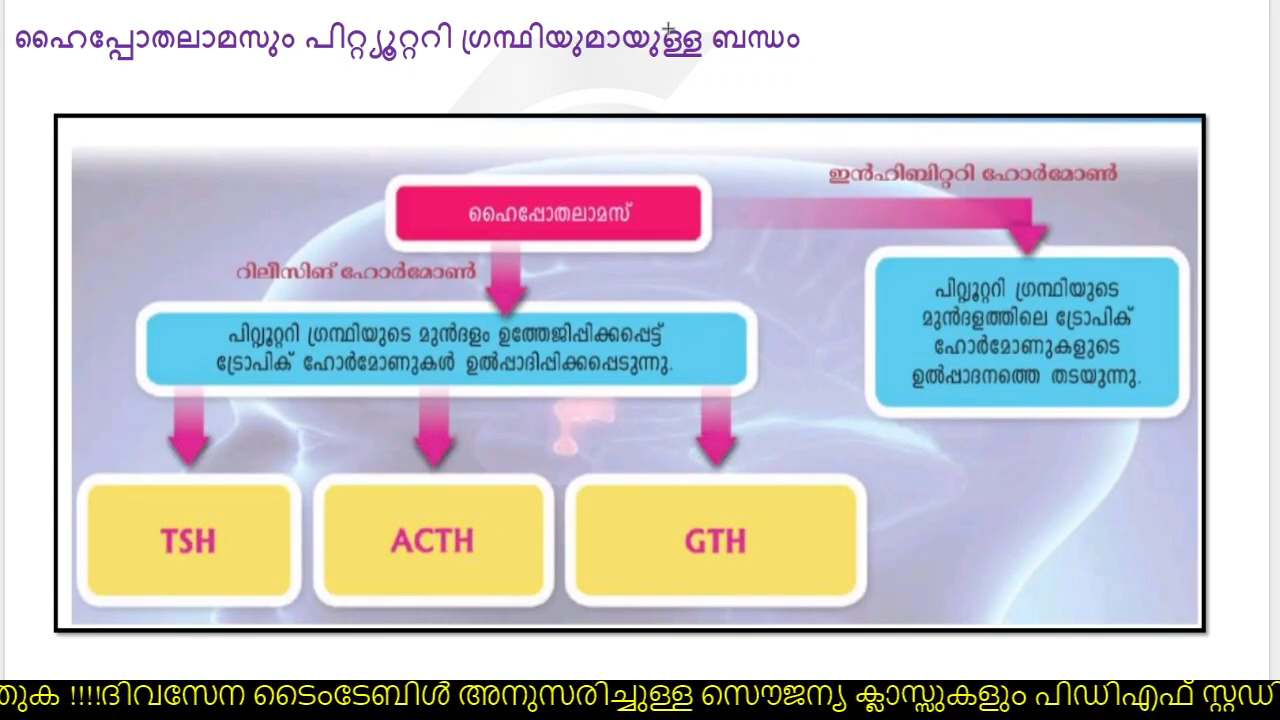 ഹൈപ്പോതലാമസും പിറ്റ്യൂറ്ററി ഗ്രന്ഥിയുമായുള്ള ബന്ധം
ഇൻഹിബിറ്ററി ഹോർമോൺ
ഹൈപ്പോതലാമസ്
റിലീസിങ് ഹോർമോൺ
പിറ്റ്യൂറ്ററി ഗ്രന്ഥിയുടെ
മുൻദളത്തിലെ ട്രോപിക്
ഹോർമോണുകളുടെ
ഉൽപ്പാദനത്തെ തടയുന്നു.
പിറ്റ്യൂറ്ററി ഗ്രന്ഥിയുടെ മുൻദളം ഉത്തേജിപ്പിക്കപ്പെട്ട്
ട്രോപിക് ഹോർമോണുകൾ ഉൽപ്പാദിപ്പിക്കപ്പെടുന്നു.
TSH
ACTH
GTH
!!!!ദിവസേന ടൈംടേബിൾ അനുസരിച്ചുള്ള സൌജന്യ ക്ലാസ്സുകളും പിഡിഎഫ്